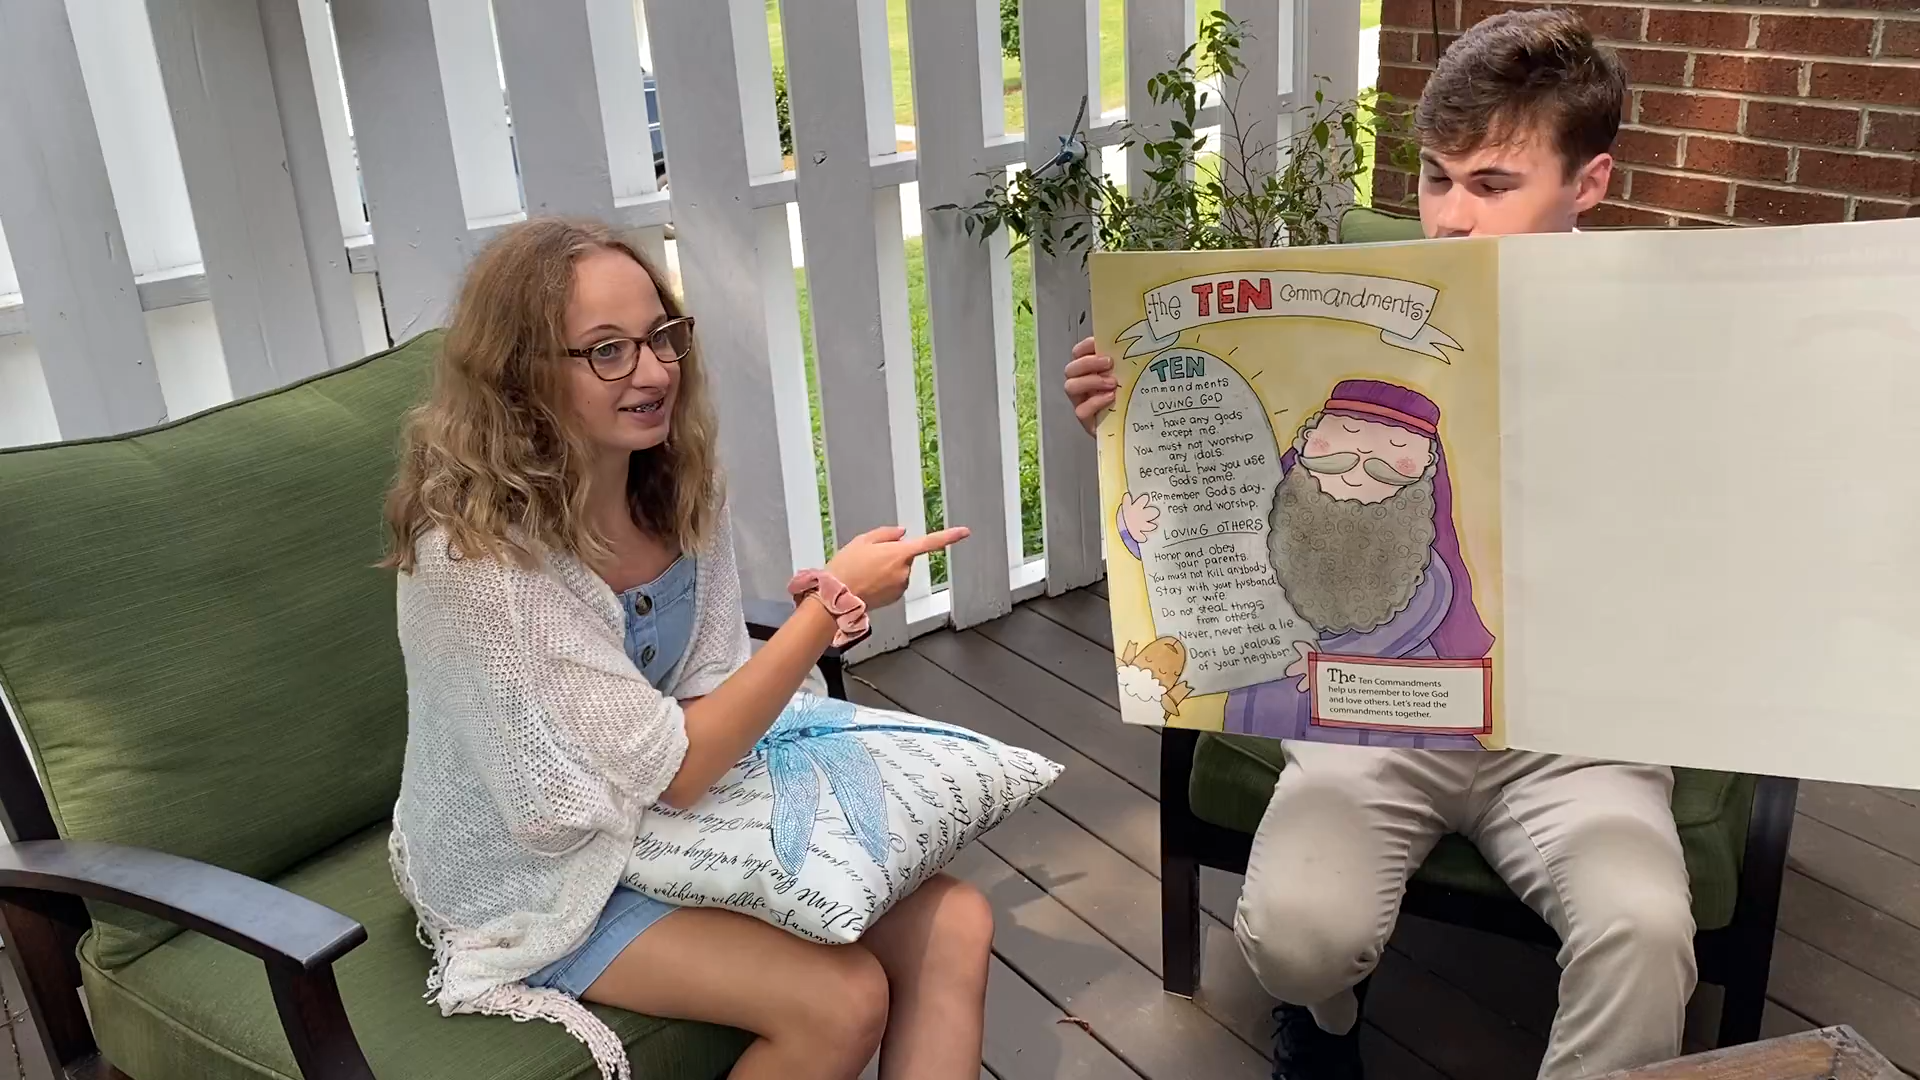 the TEN commandments
TEN
commandments
LOVING GOD
Don't have any gods
except me.
You must not worship
any idols.
Be careful how you use
God's name.
Remember God's day-
rest and worship.
LOVING OTHERS
Honor and Obey
your parents.
You must not kill anybody
Stay with your husband
or wife.
Do not steal things
from others.
Never, never tell a lie.
Don't be jealous
of your neighbor.
The Ten Commandments
help us remember to love God
and love others. Let's read the
commandments together.
skies watching wildlife